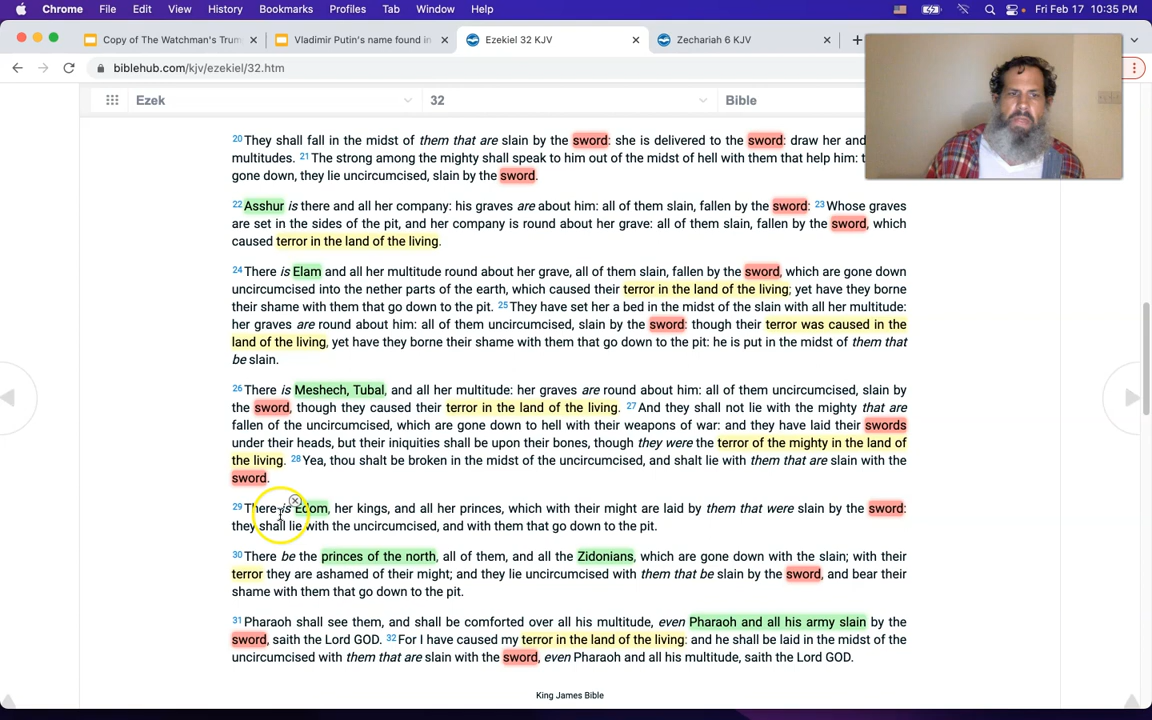 Chrome File Edit View History Bookmarks Profiles Tab Window Help Fri Feb 17 10:35 PM
Copy of The Watchman's Trum Vladimir Putin's name found in Ezekiel 32 KJV Zechariah 6 KJV
biblehub.com/kjv/ezekiel/32.htm
Ezek 32 Bible
20 They shall fall in the midst of them that are slain by the sword: she is delivered to the sword: draw her and
multitudes. 21 The strong among the mighty shall speak to him out of the midst of hell with them that help him:
gone down, they lie uncircumcised, slain by the sword.
22 Asshur is there and all her company: his graves are about him: all of them slain, fallen by the sword: 23 Whose graves
are set in the sides of the pit, and her company is round about her grave: all of them slain, fallen by the sword, which
caused terror in the land of the living.
24 There is Elam and all her multitude round about her grave, all of them slain, fallen by the sword, which are gone down
uncircumcised into the nether parts of the earth, which caused their terror in the land of the living; yet have they borne
their shame with them that go down to the pit. 25 They have set her a bed in the midst of the slain with all her multitude:
her graves are round about him: all of them uncircumcised, slain by the sword: though their terror was caused in the
land of the living, yet have they borne their shame with them that go down to the pit: he is put in the midst of them that
be slain.
26 There is Meshech, Tubal, and all her multitude: her graves are round about him: all of them uncircumcised, slain by
the sword, though they caused their terror in the land of the living. 27 And they shall not lie with the mighty that are
fallen of the uncircumcised, which are gone down to hell with their weapons of war: and they have laid their swords
under their heads, but their iniquities shall be upon their bones, though they were the terror of the mighty in the land of
the living. 28 Yea, thou shalt be broken in the midst of the uncircumcised, and shalt lie with them that are slain with the
sword.
29 There is Edom, her kings, and all her princes, which with their might are laid by them that were slain by the sword:
they shall lie with the uncircumcised, and with them that go down to the pit.
30 There be the princes of the north, all of them, and all the Zidonians, which are gone down with the slain; with their
terror they are ashamed of their might; and they lie uncircumcised with them that be slain by the sword, and bear their
shame with them that go down to the pit.
31 Pharaoh shall see them, and shall be comforted over all his multitude, even Pharaoh and all his army slain by the
sword, saith the Lord GOD. 32 For I have caused my terror in the land of the living: and he shall be laid in the midst of the
uncircumcised with them that are slain with the sword, even Pharaoh and all his multitude, saith the Lord GOD.
King James Bible